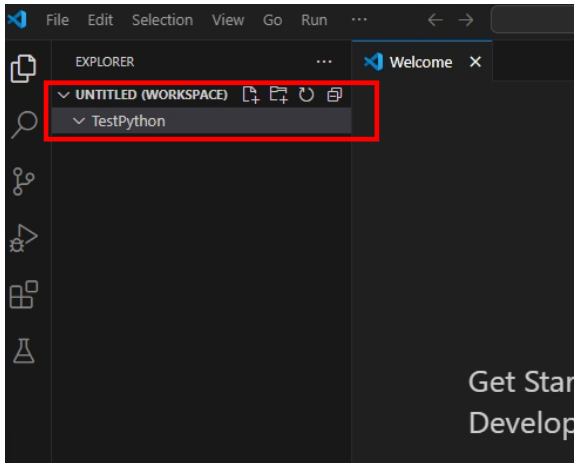 File Edit Selection View Go Run ...
EXPLORER ...
Welcome
UNTITLED (WORKSPACE)
TestPython
Get Star
Develop